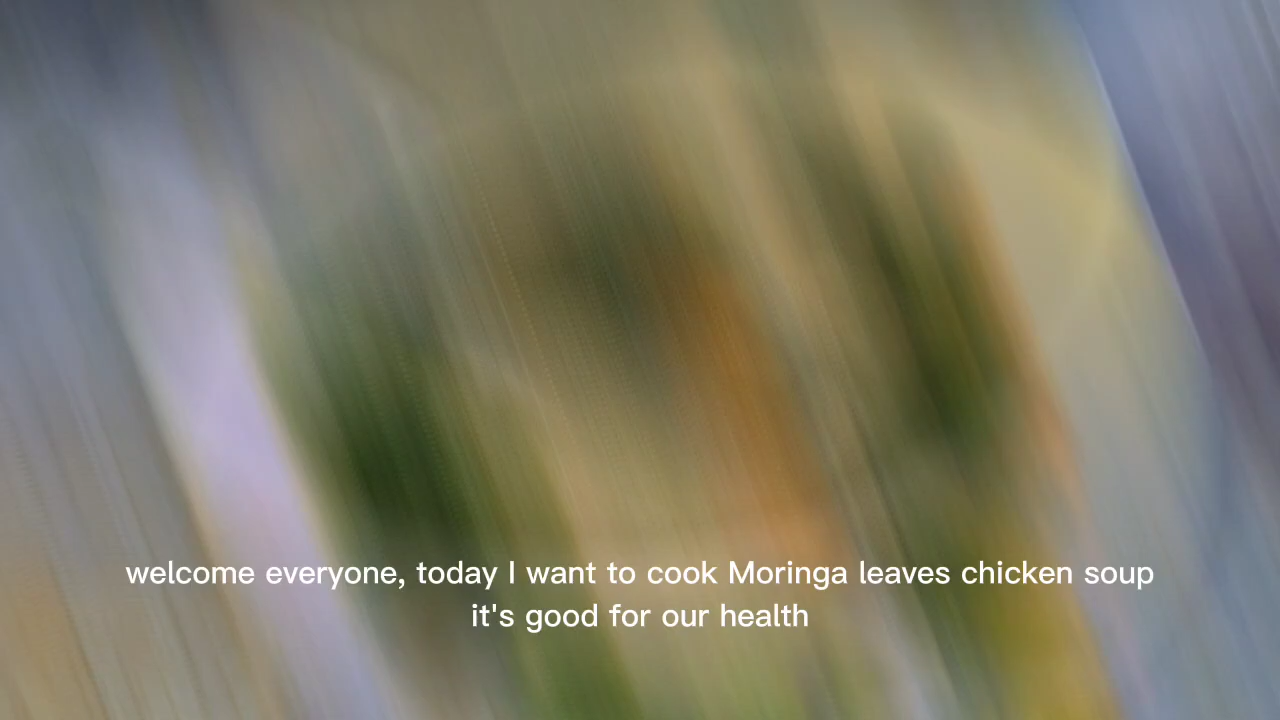 welcome everyone, today I want to cook Moringa leaves chicken soup
it's good for our health